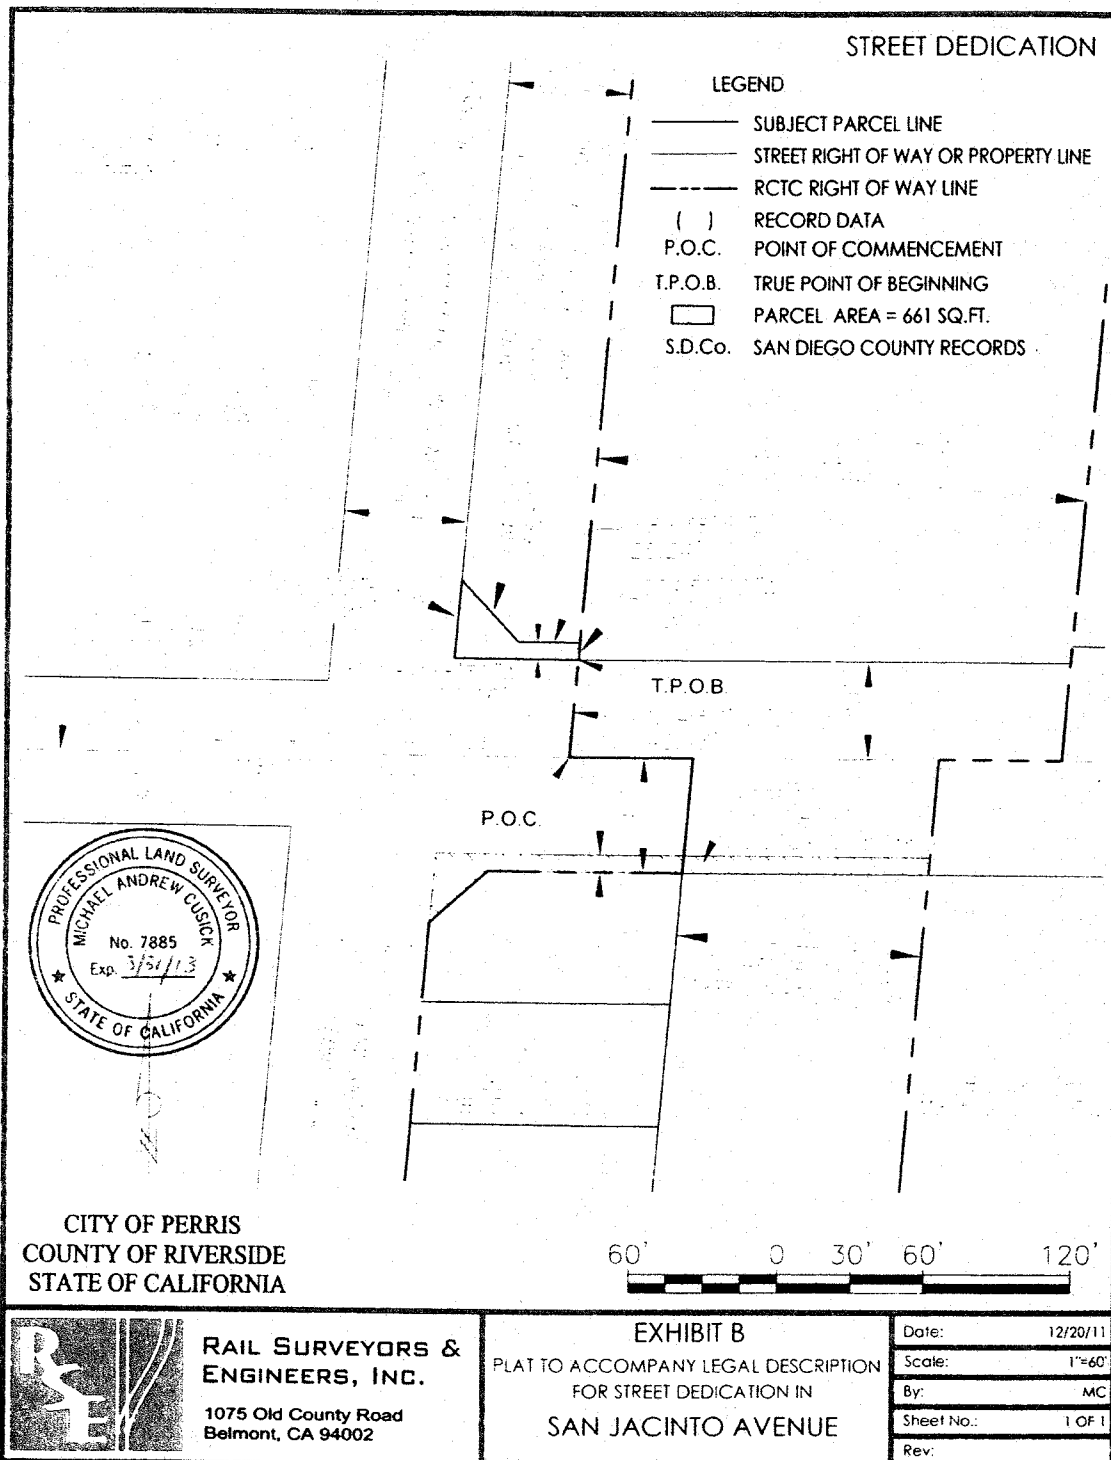 STREET DEDICATION
LEGEND
SUBJECT PARCEL LINE
STREET RIGHT OF WAY OR PROPERTY LINE
RCTC RIGHT OF WAY LINE
( ) RECORD DATA
P.O.C. POINT OF COMMENCEMENT
T.P.O.B. TRUE POINT OF BEGINNING
PARCEL AREA = 661 SQ.FT.
S.D.Co. SAN DIEGO COUNTY RECORDS
T.P.O.B.
P.O.C.
PROFESSIONAL LAND SURVEYOR
MICHAEL ANDREW CUSICK
No. 7885
Exp. 3/31/13
STATE OF CALIFORNIA
CITY OF PERRIS
COUNTY OF RIVERSIDE
STATE OF CALIFORNIA
60' 0 30' 60' 120'
RSE
RAIL SURVEYORS &
ENGINEERS, INC.
1075 Old County Road
Belmont, CA 94002
EXHIBIT B
PLAT TO ACCOMPANY LEGAL DESCRIPTION
FOR STREET DEDICATION IN
SAN JACINTO AVENUE
Date: 12/20/11
Scale: 1"=60'
By: MC
Sheet No.: 1 OF 1
Rev: